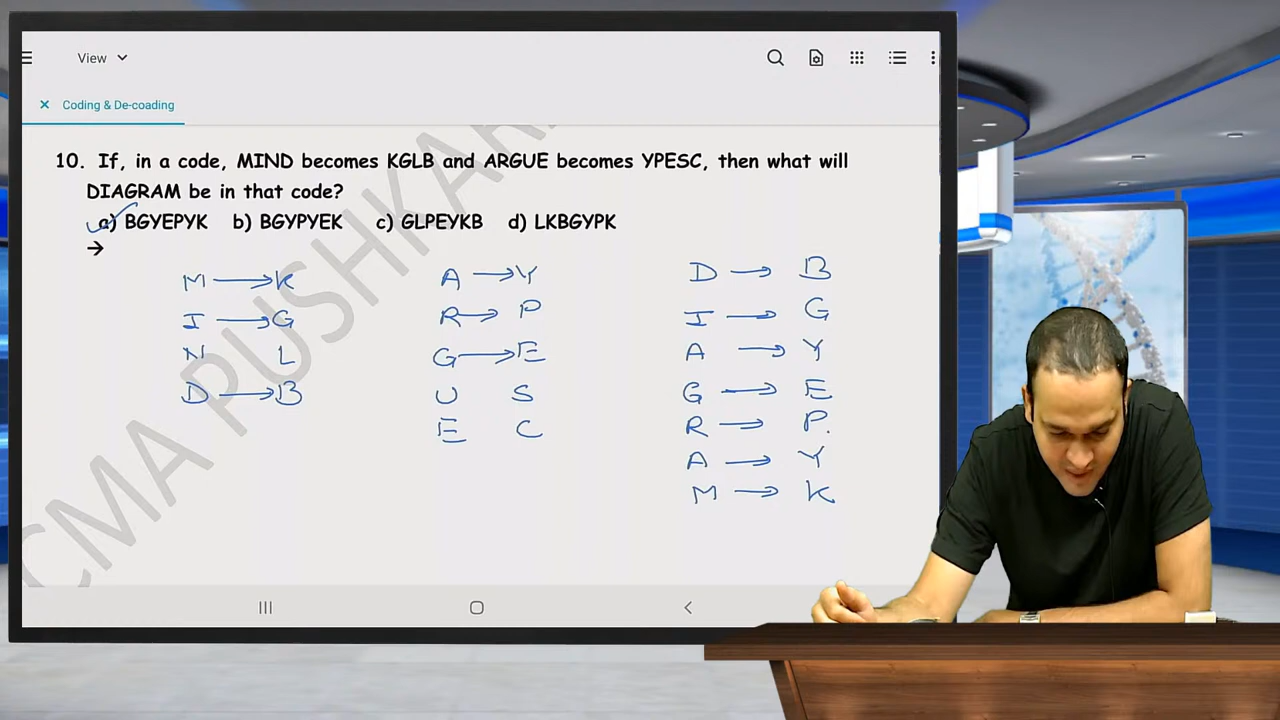 View
Coding & De-coading
10. If, in a code, MIND becomes KGLB and ARGUE becomes YPESC, then what will
DIAGRAM be in that code?
a) BGYEPYK b) BGYPYEK c) GLPEYKB d) LKBGYPK
→
M → K
I → G
N L
D → B
A → Y
R → P
G → E
U S
E C
D → B
I → G
A → Y
G → E
R → P.
A → Y
M → K
CMA PUSHKAR